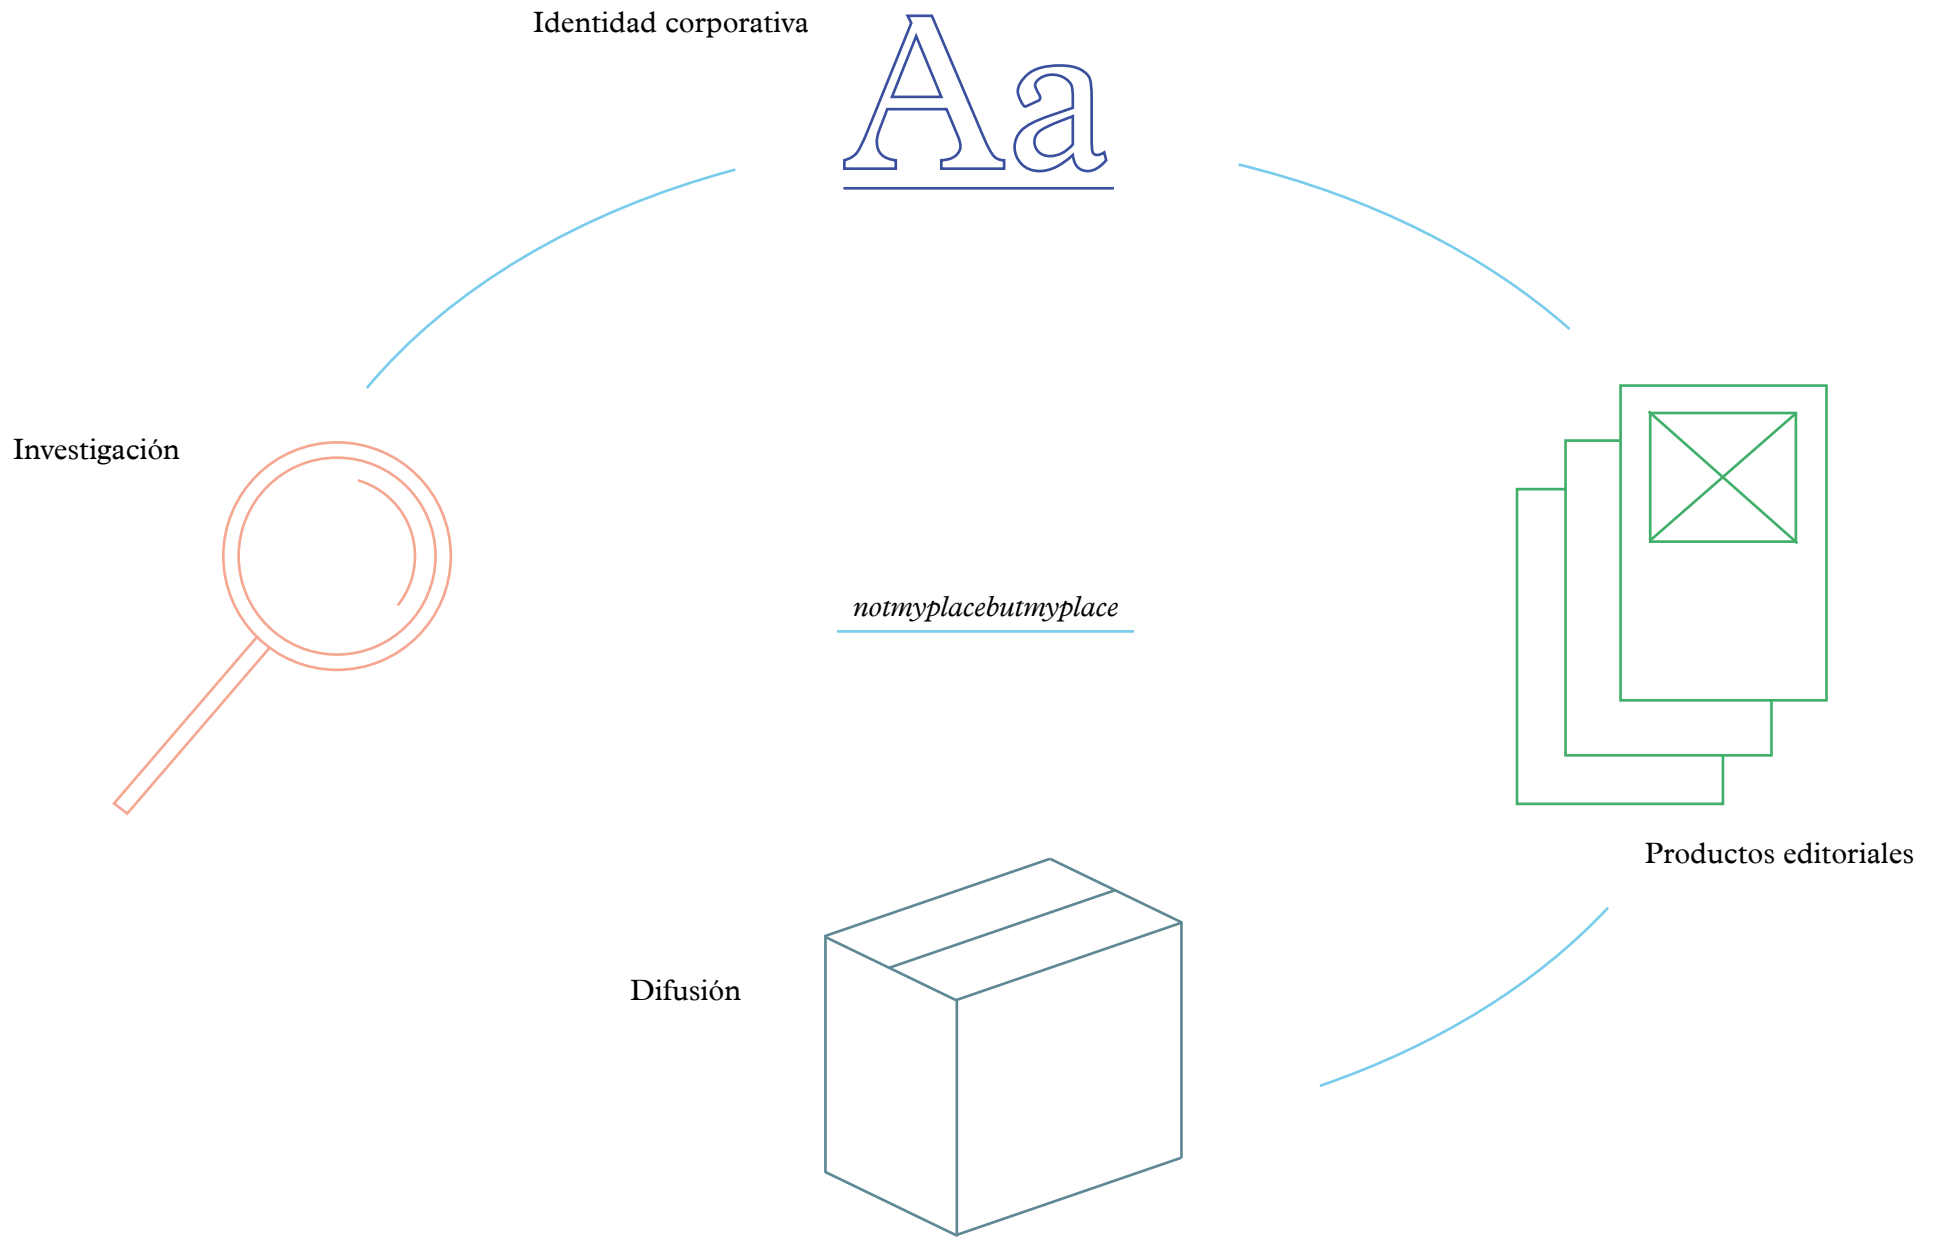 Identidad corporativa
Aa
Investigación
notmyplacebutmyplace
Productos editoriales
Difusión